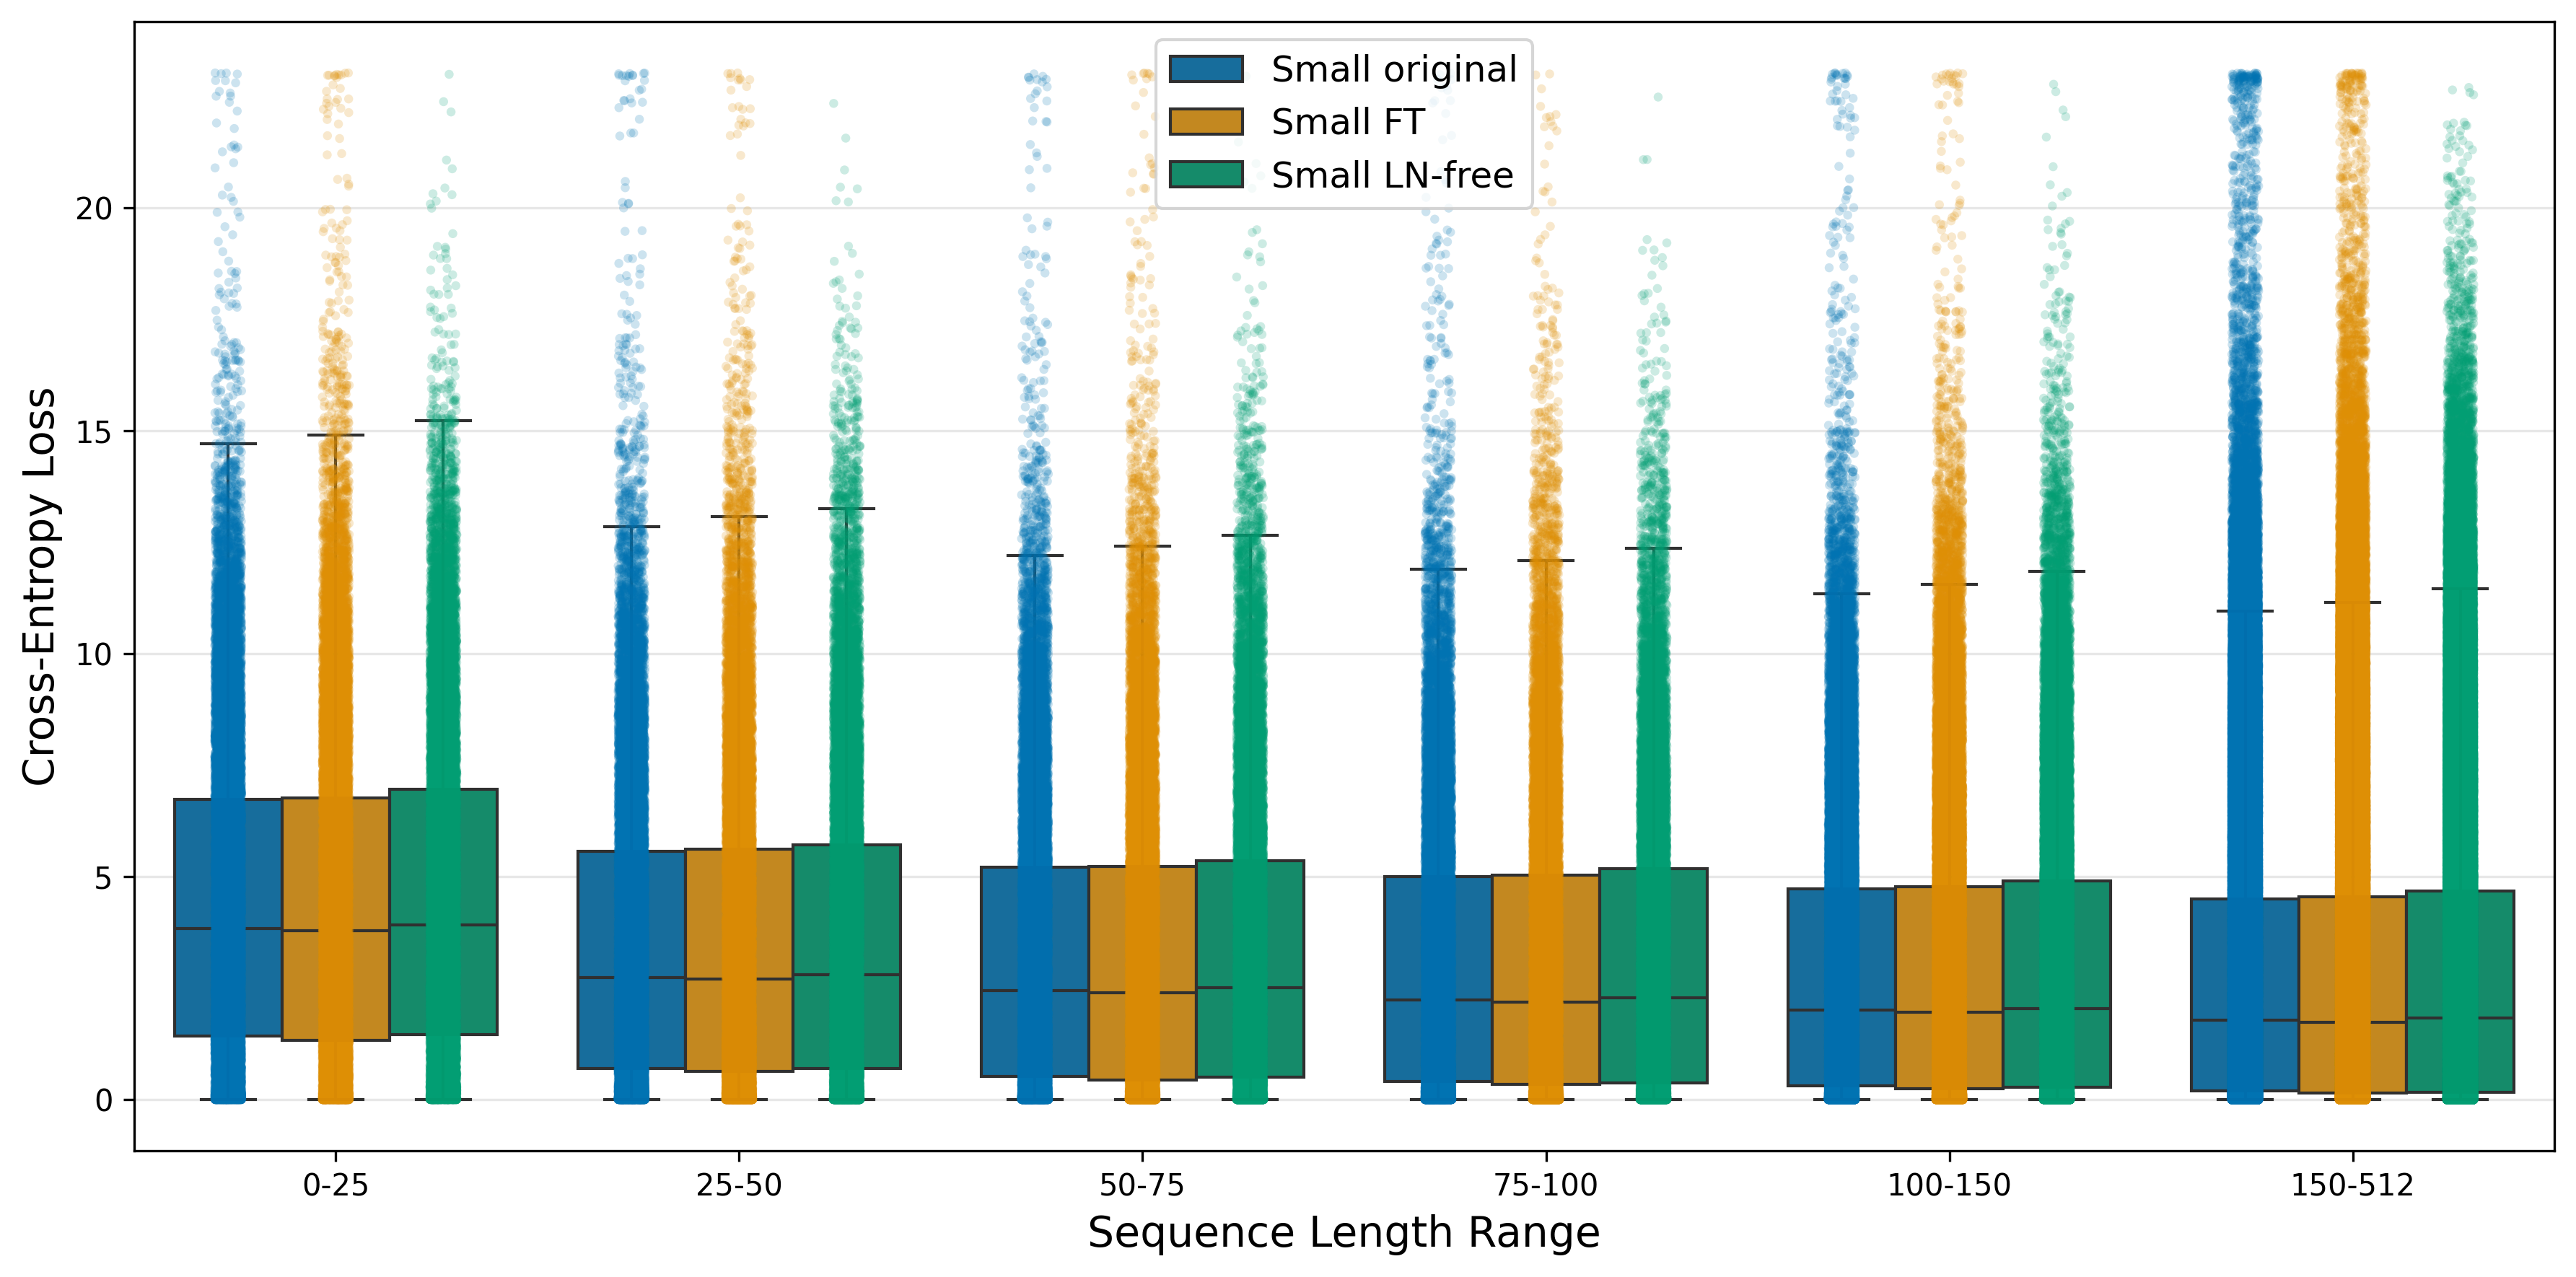 Small original
Small FT
Small LN-free
Cross-Entropy Loss
20
15
10
5
0
0-25 25-50 50-75 75-100 100-150 150-512
Sequence Length Range